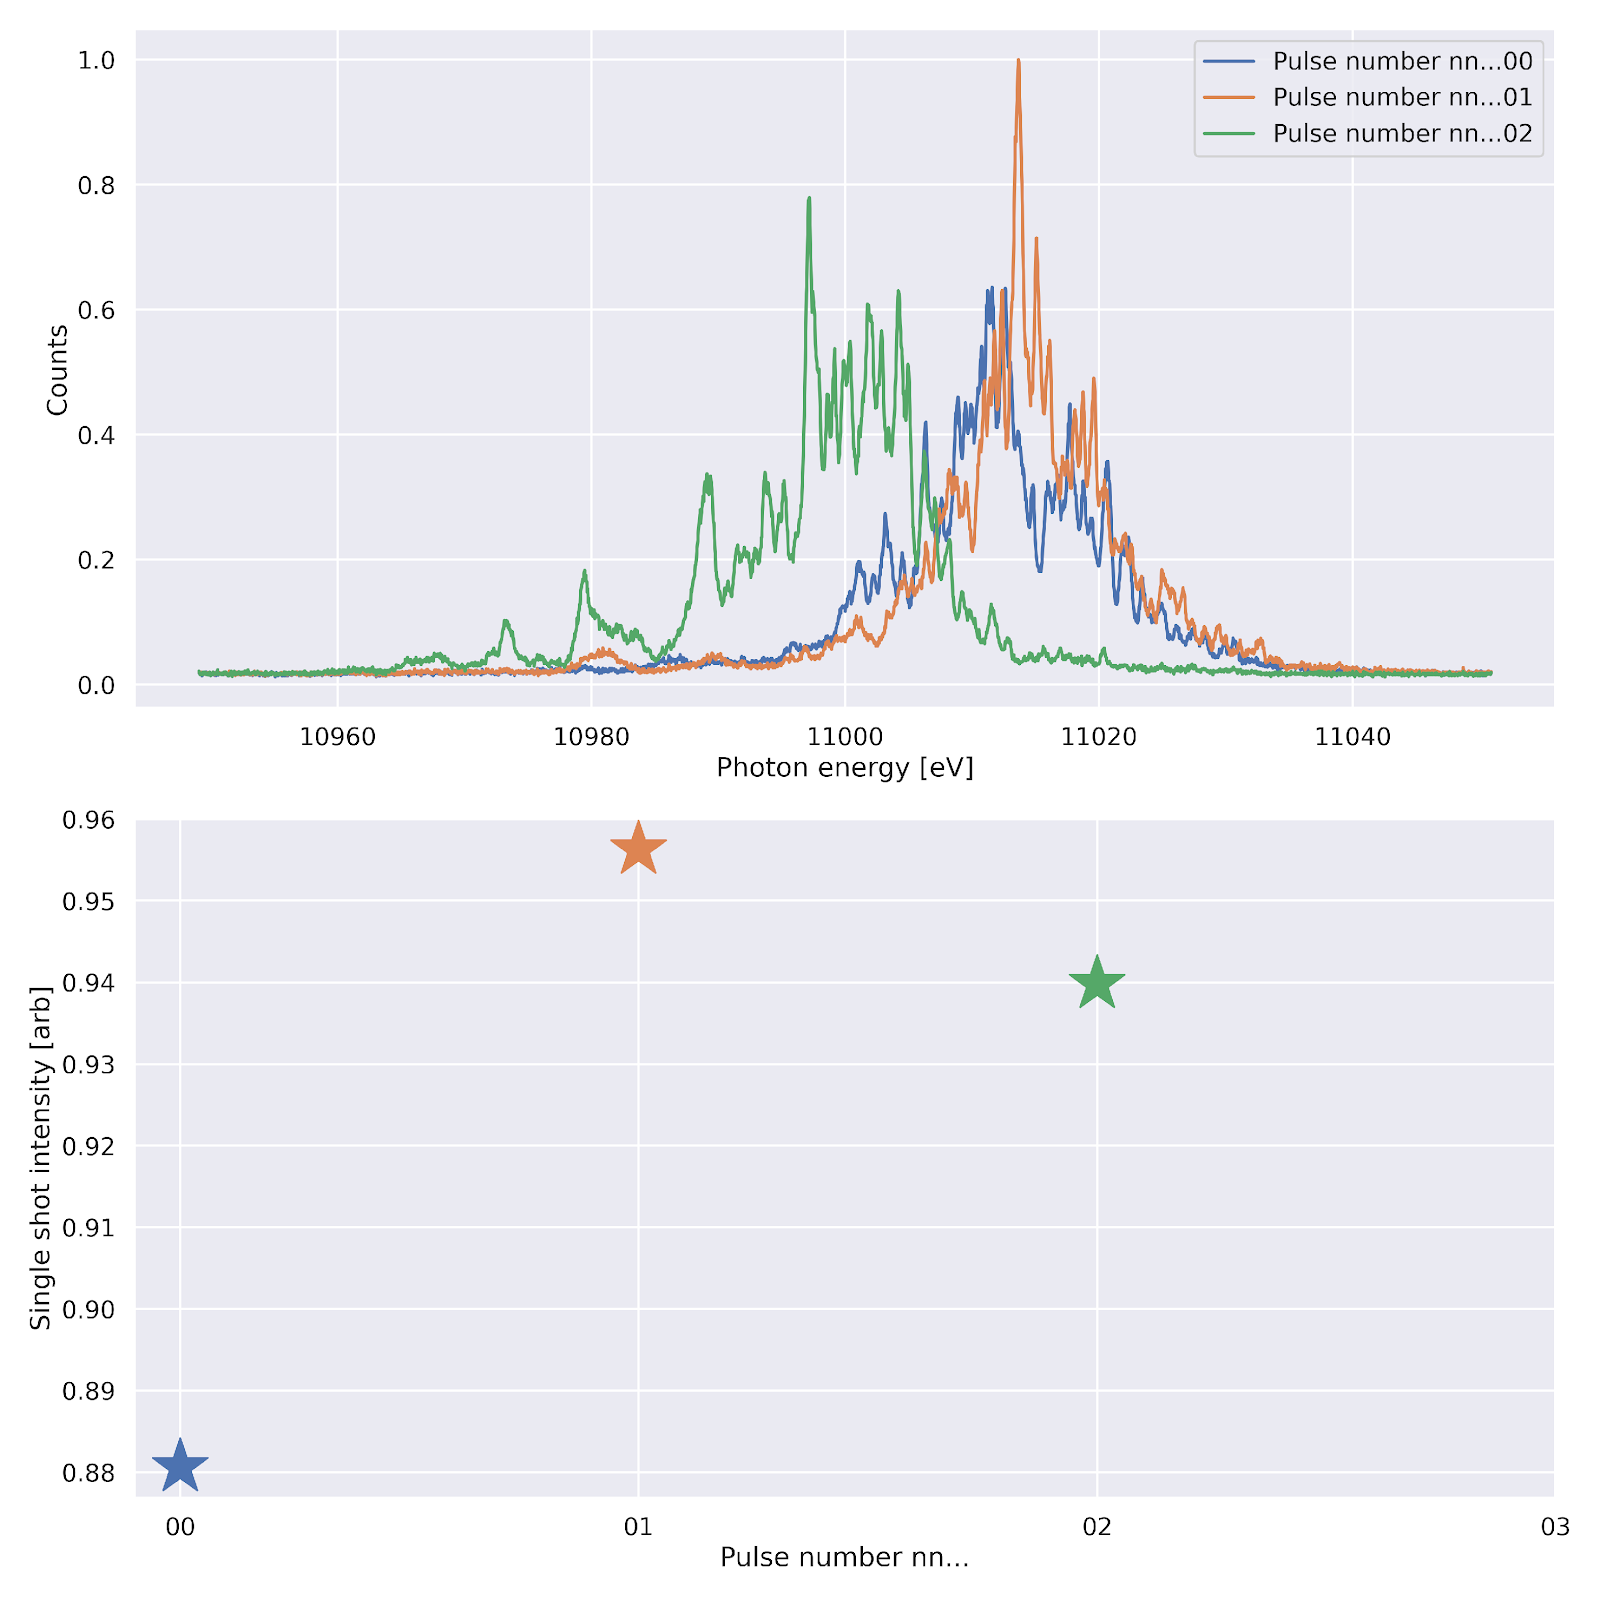 1.0
0.8
0.6
0.4
0.2
0.0
Counts
Pulse number nn...00
Pulse number nn...01
Pulse number nn...02
10960 10980 11000 11020 11040
Photon energy [eV]
0.96
0.95
0.94
0.93
0.92
0.91
0.90
0.89
0.88
Single shot intensity [arb]
00 01 02 03
Pulse number nn...